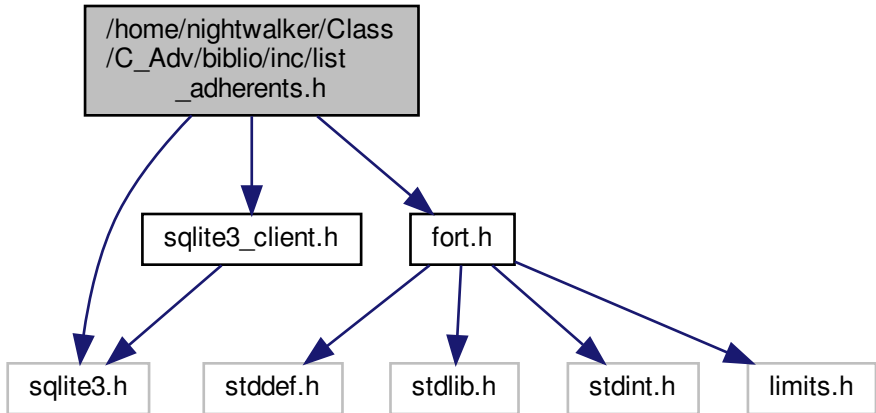 /home/nightwalker/Class
/C_Adv/biblio/inc/list
_adherents.h
sqlite3_client.h
fort.h
sqlite3.h
stddef.h
stdlib.h
stdint.h
limits.h